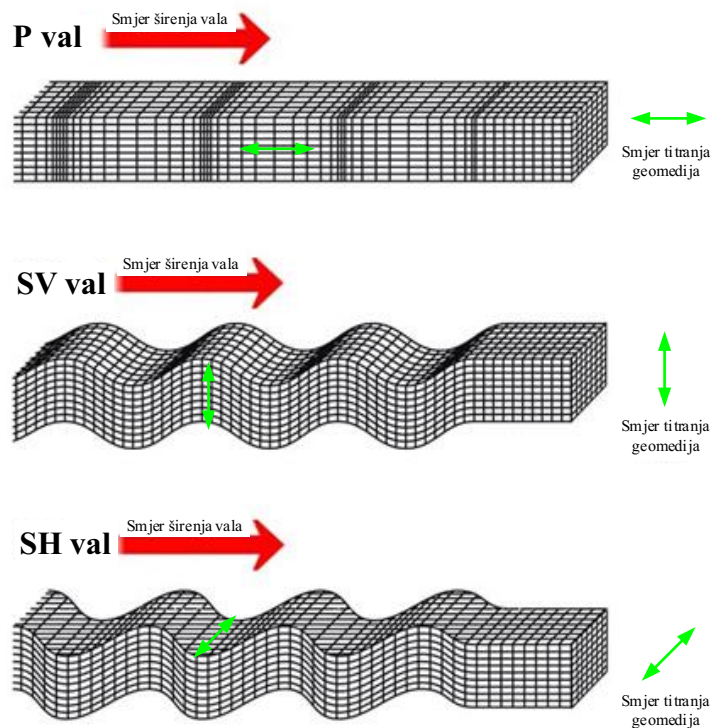 Smjer širenja vala
P val
Smjer titranja
geomedija
Smjer širenja vala
SV val
Smjer titranja
geomedija
Smjer širenja vala
SH val
Smjer titranja
geomedija